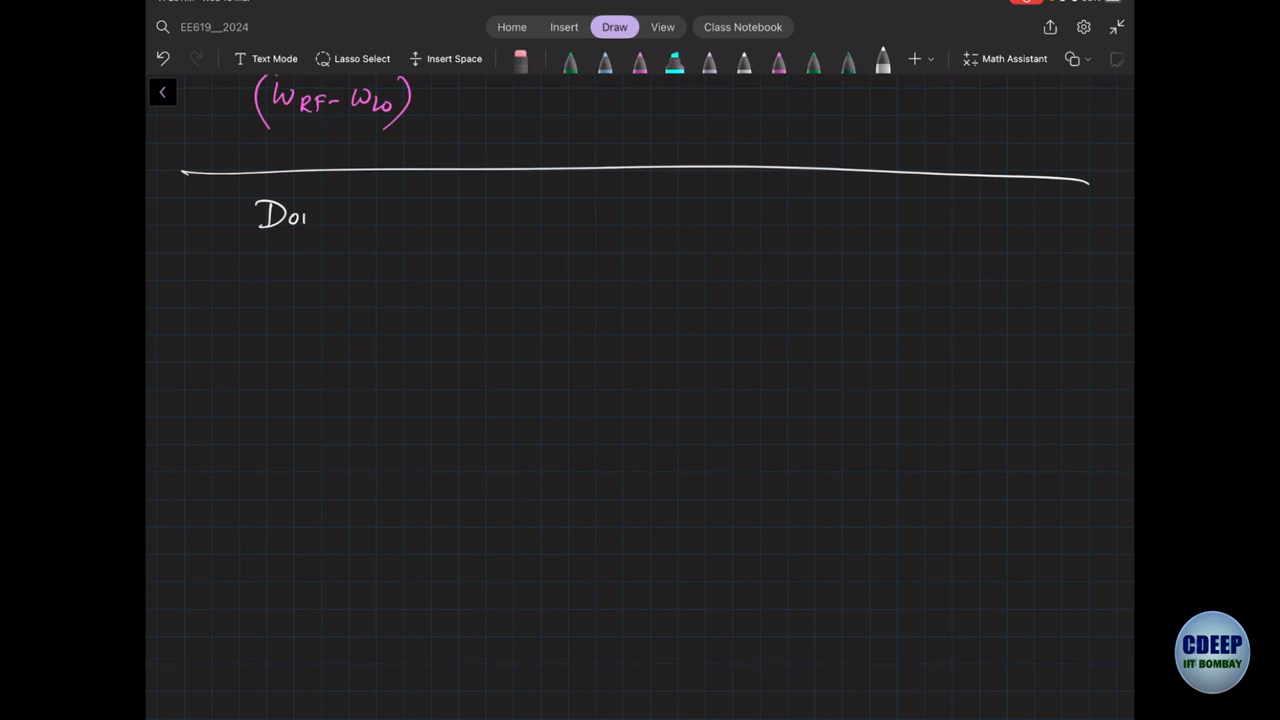 EE619__2024
Home Insert Draw View Class Notebook
Text Mode Lasso Select Insert Space Math Assistant
(ω_RF - ω_LO)
Do
CDEEP
IIT BOMBAY